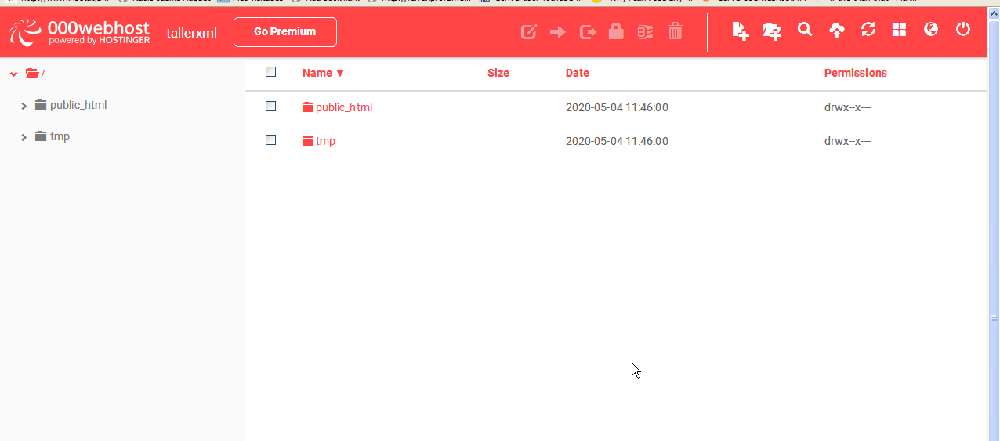 000webhost
powered by HOSTINGER
tallerxml
Go Premium
/
public_html
tmp
Name ▼ Size Date Permissions
public_html 2020-05-04 11:46:00 drwx--x---
tmp 2020-05-04 11:46:00 drwx--x---